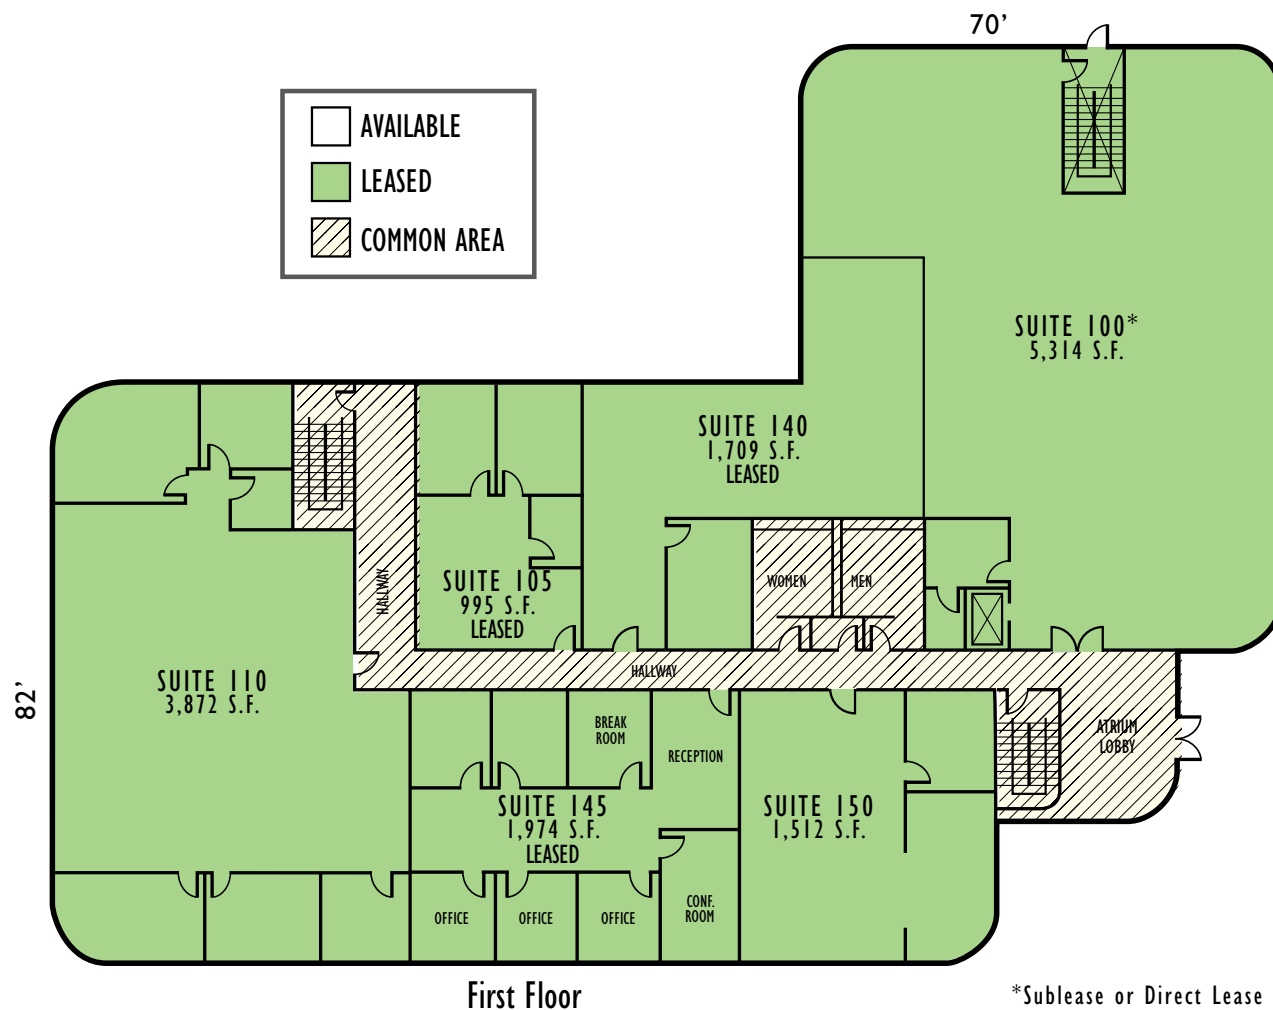 70’
AVAILABLE
LEASED
COMMON AREA
SUITE 100*
5,314 S.F.
SUITE 140
1,709 S.F.
LEASED
SUITE 105
995 S.F.
LEASED
HALLWAY
WOMEN
MEN
HALLWAY
SUITE 110
3,872 S.F.
82’
BREAK
ROOM
RECEPTION
ATRIUM
LOBBY
SUITE 145
1,974 S.F.
LEASED
SUITE 150
1,512 S.F.
OFFICE
OFFICE
OFFICE
CONF.
ROOM
First Floor
*Sublease or Direct Lease